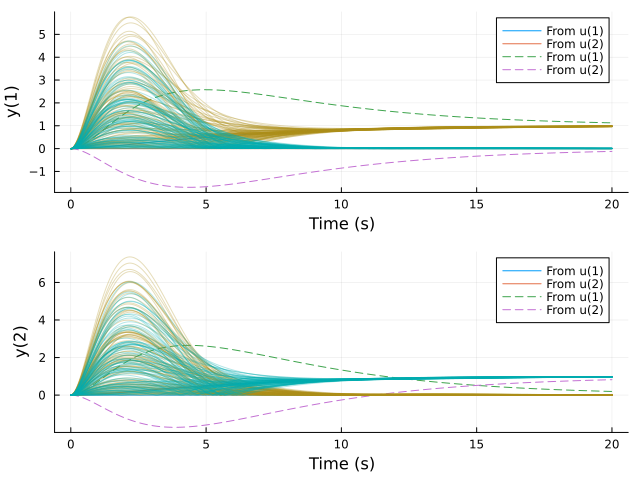 5
4
3
2
1
0
−1
y(1)
From u(1)
From u(2)
From u(1)
From u(2)
0
5
10
15
20
Time (s)
6
4
2
0
y(2)
From u(1)
From u(2)
From u(1)
From u(2)
0
5
10
15
20
Time (s)